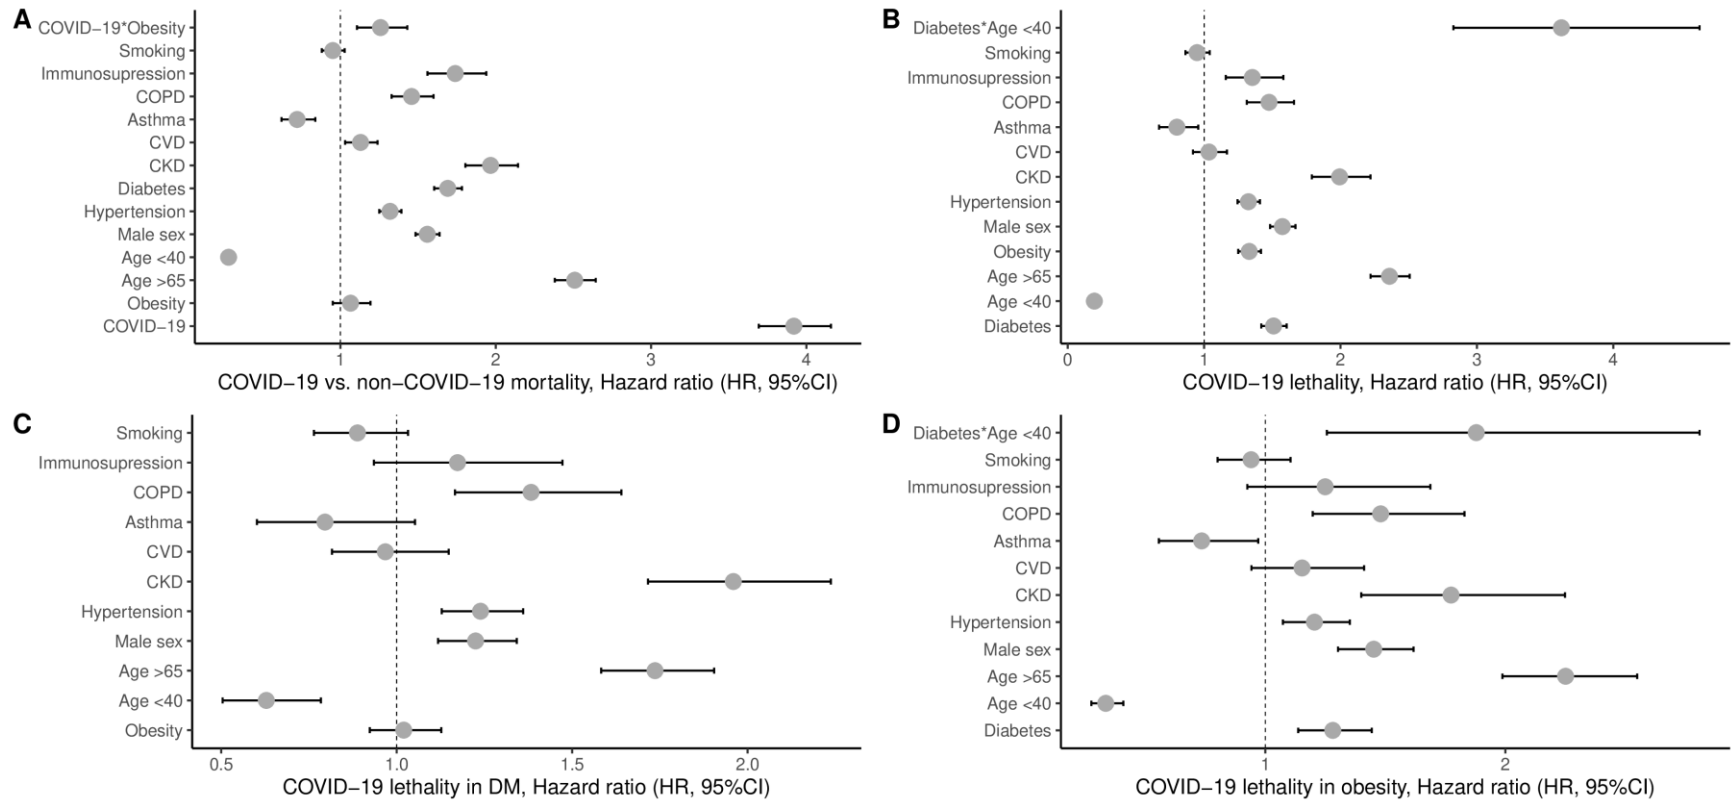 A
COVID−19*Obesity
Smoking
Immunosupression
COPD
Asthma
CVD
CKD
Diabetes
Hypertension
Male sex
Age <40
Age >65
Obesity
COVID−19
1 2 3 4
COVID−19 vs. non−COVID−19 mortality, Hazard ratio (HR, 95%CI)
B
Diabetes*Age <40
Smoking
Immunosupression
COPD
Asthma
CVD
CKD
Hypertension
Male sex
Obesity
Age >65
Age <40
Diabetes
0 1 2 3 4
COVID−19 lethality, Hazard ratio (HR, 95%CI)
C
Smoking
Immunosupression
COPD
Asthma
CVD
CKD
Hypertension
Male sex
Age >65
Age <40
Obesity
0.5 1.0 1.5 2.0
COVID−19 lethality in DM, Hazard ratio (HR, 95%CI)
D
Diabetes*Age <40
Smoking
Immunosupression
COPD
Asthma
CVD
CKD
Hypertension
Male sex
Age >65
Age <40
Diabetes
1 2
COVID−19 lethality in obesity, Hazard ratio (HR, 95%CI)